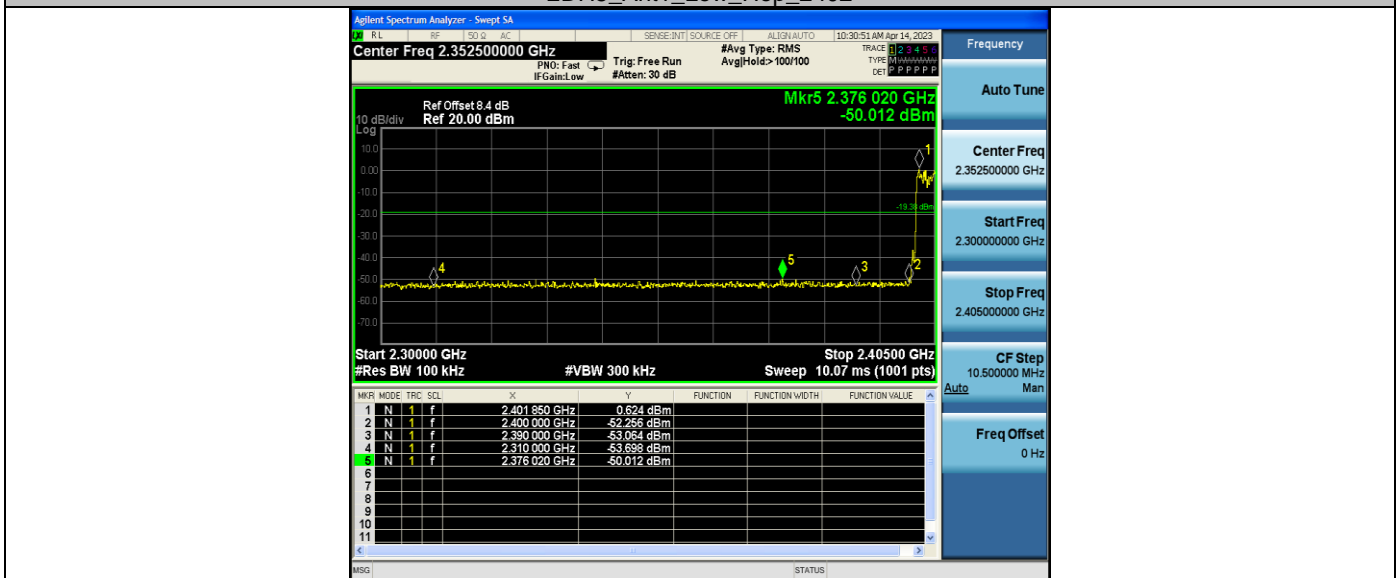 Agilent Spectrum Analyzer - Swept SA
RL RF 50 Ω AC SENSE:INT SOURCE OFF ALIGN AUTO 10:30:51 AM Apr 14, 2023
Center Freq 2.352500000 GHz
PNO: Fast
IFGain:Low
Trig: Free Run
#Atten: 30 dB
#Avg Type: RMS
Avg|Hold:>100/100
TRACE 1 2 3 4 5 6
TYPE M
DET P P P P P P
Frequency
Auto Tune
Center Freq
2.352500000 GHz
Start Freq
2.300000000 GHz
Stop Freq
2.405000000 GHz
CF Step
10.500000 MHz
Auto Man
Freq Offset
0 Hz
Mkr5 2.376 020 GHz
-50.012 dBm
Ref Offset 8.4 dB
10 dB/div Ref 20.00 dBm
Log
10.0
0.00
-10.0
-20.0
-30.0
-40.0
-50.0
-60.0
-70.0
-19.38 dBm
1
2
3
4
5
Start 2.30000 GHz Stop 2.40500 GHz
#Res BW 100 kHz #VBW 300 kHz Sweep 10.07 ms (1001 pts)
MKR MODE TRC SCL X Y FUNCTION FUNCTION WIDTH FUNCTION VALUE
1 N 1 f 2.401 850 GHz 0.624 dBm
2 N 1 f 2.400 000 GHz -52.256 dBm
3 N 1 f 2.390 000 GHz -53.064 dBm
4 N 1 f 2.310 000 GHz -53.698 dBm
5 N 1 f 2.376 020 GHz -50.012 dBm
6
7
8
9
10
11
MSG STATUS